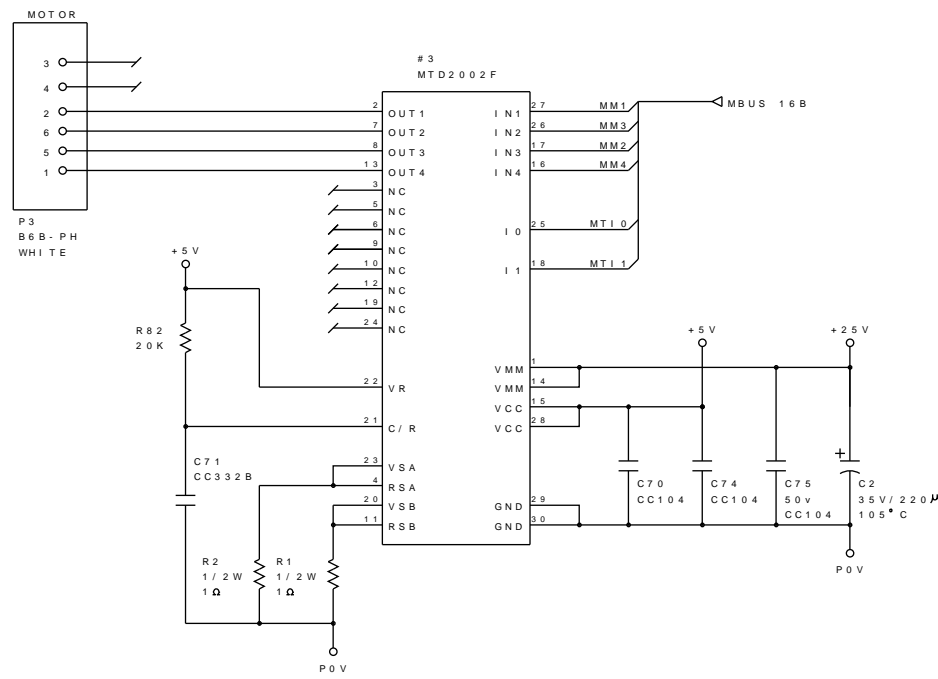 MOTOR
3
4
2
6
5
1
P3
B6B-PH
WHITE
#3
MTD2002F
2 OUT1
7 OUT2
8 OUT3
13 OUT4
3 NC
5 NC
6 NC
9 NC
10 NC
12 NC
19 NC
24 NC
22 VR
21 C/R
23 VSA
4 RSA
20 VSB
11 RSB
IN1 27 MM1
IN2 26 MM3
IN3 17 MM2
IN4 16 MM4
I0 25 MTI0
I1 18 MTI1
MBUS 16B
VMM 1
VMM 14
VCC 15
VCC 28
GND 29
GND 30
+5V
R82
20K
C71
CC332B
R2
1/2W
1Ω
R1
1/2W
1Ω
P0V
+5V
+25V
C70
CC104
C74
CC104
C75
50v
CC104
+
C2
35V/220μ
105°C
P0V